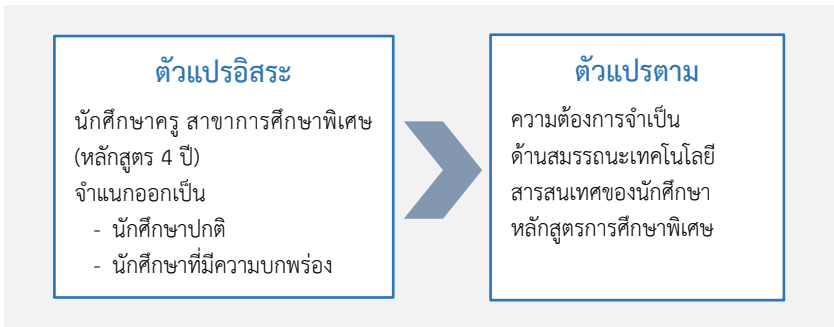 ตัวแปรอิสระ
นักศึกษาครู สาขาการศึกษาพิเศษ
(หลักสูตร 4 ปี)
จำแนกออกเป็น
- นักศึกษาปกติ
- นักศึกษาที่มีความบกพร่อง
ตัวแปรตาม
ความต้องการจำเป็น
ด้านสมรรถนะเทคโนโลยี
สารสนเทศของนักศึกษา
หลักสูตรการศึกษาพิเศษ